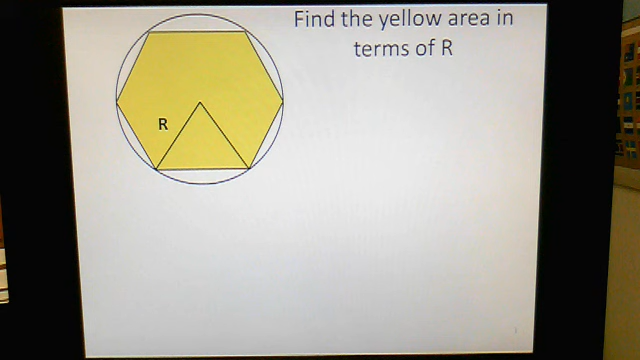 Find the yellow area in
terms of R
R